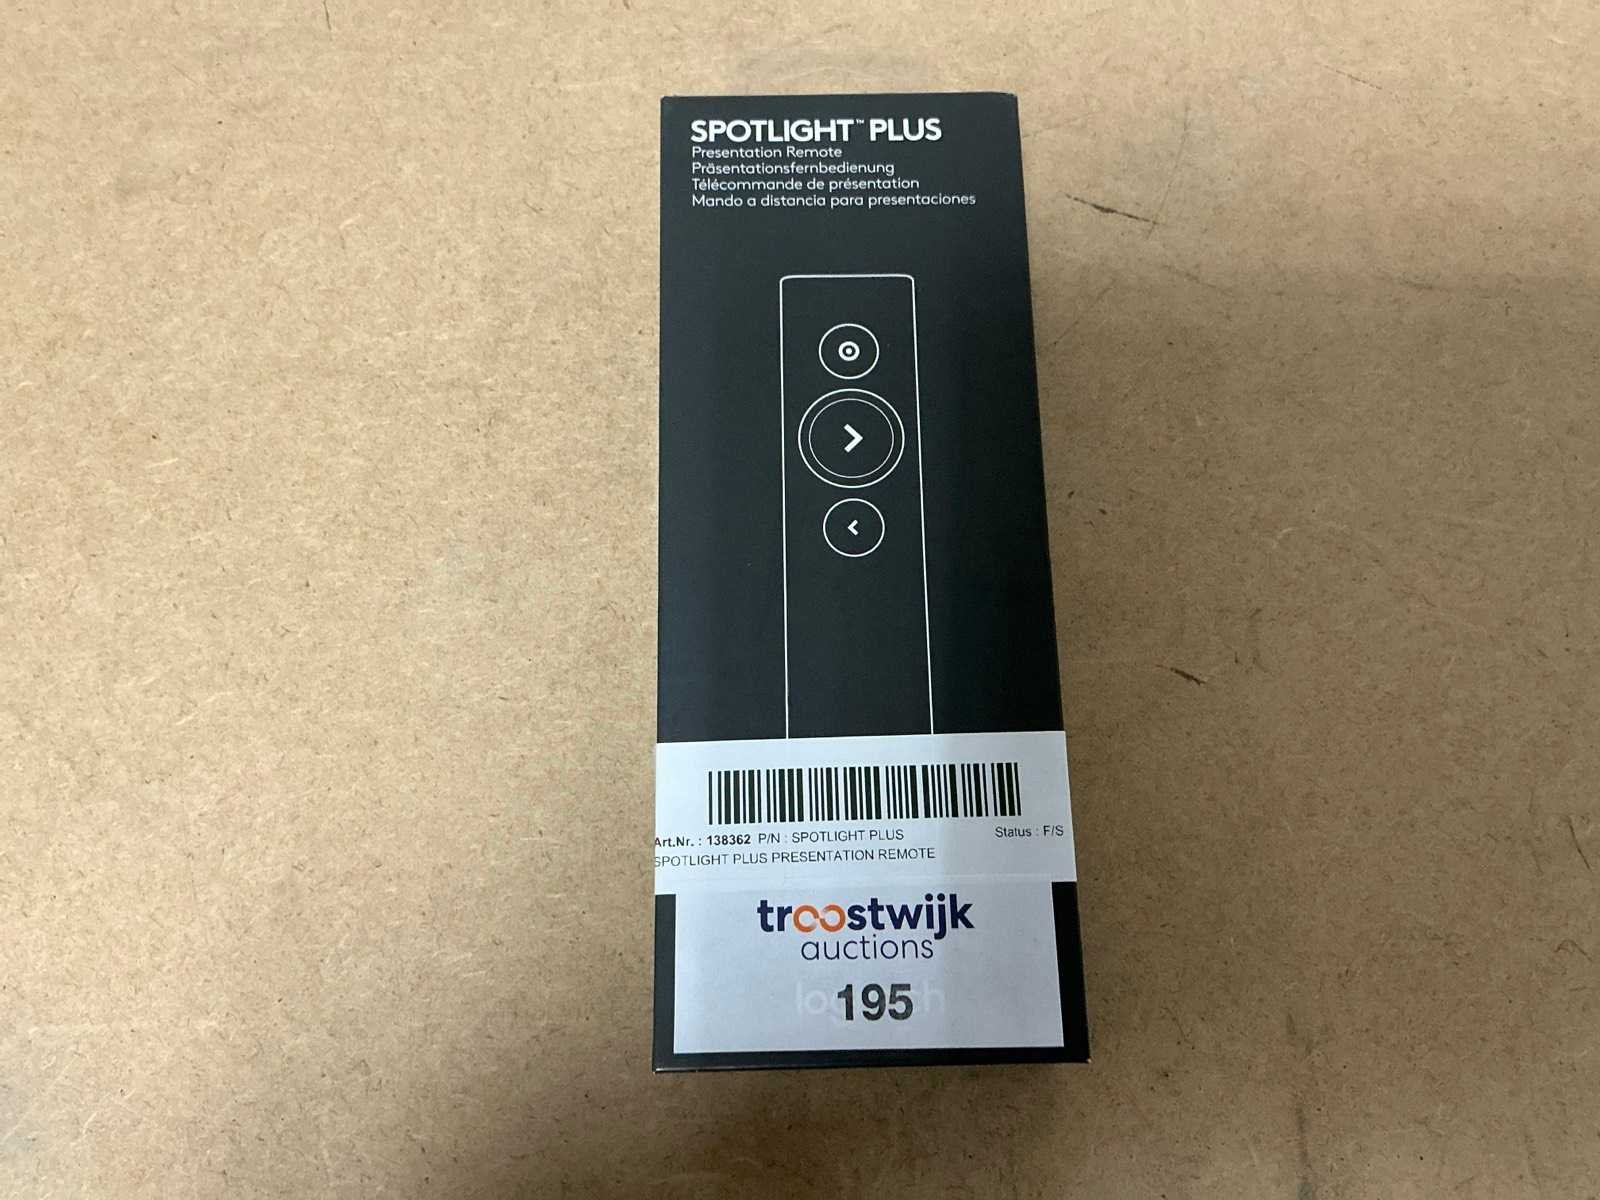 SPOTLIGHT™ PLUS
Presentation Remote
Präsentationsfernbedienung
Télécommande de présentation
Mando a distancia para presentaciones
Art.Nr. : 138362 P/N : SPOTLIGHT PLUS Status : F/S
SPOTLIGHT PLUS PRESENTATION REMOTE
troostwijk
auctions
195